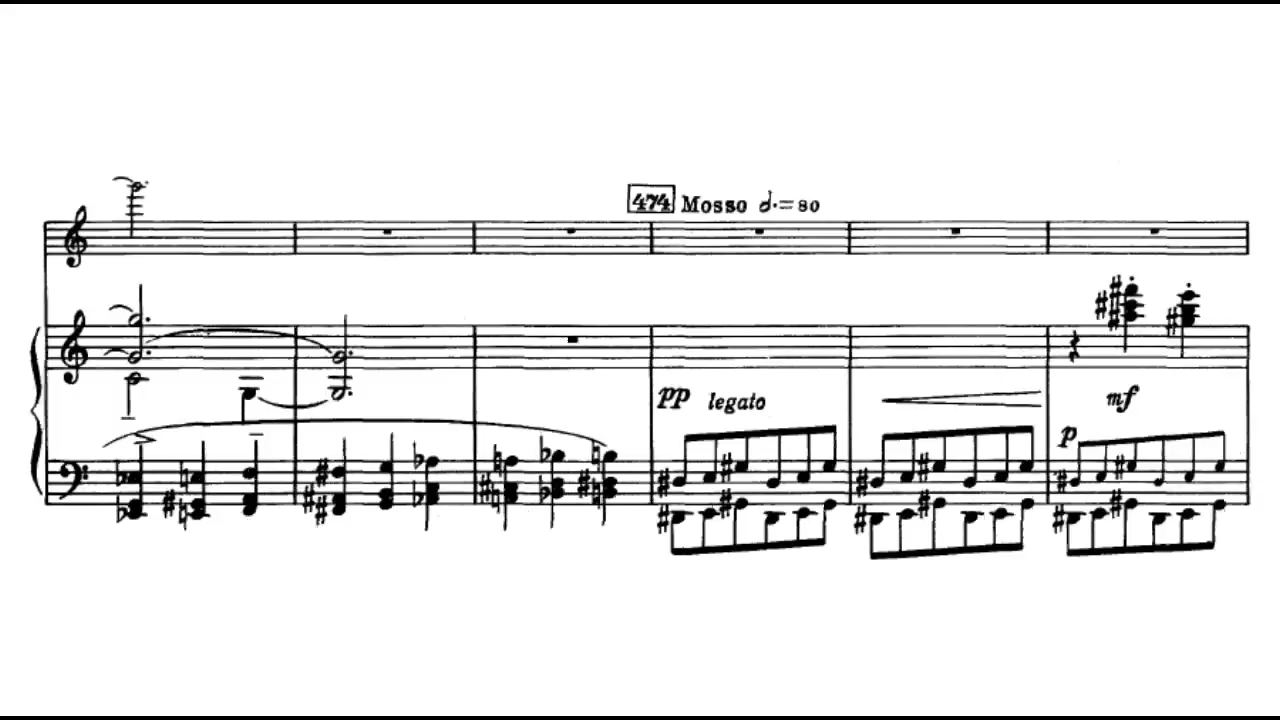 474 Mosso 𝅗𝅥. = 80
pp legato
mf
p